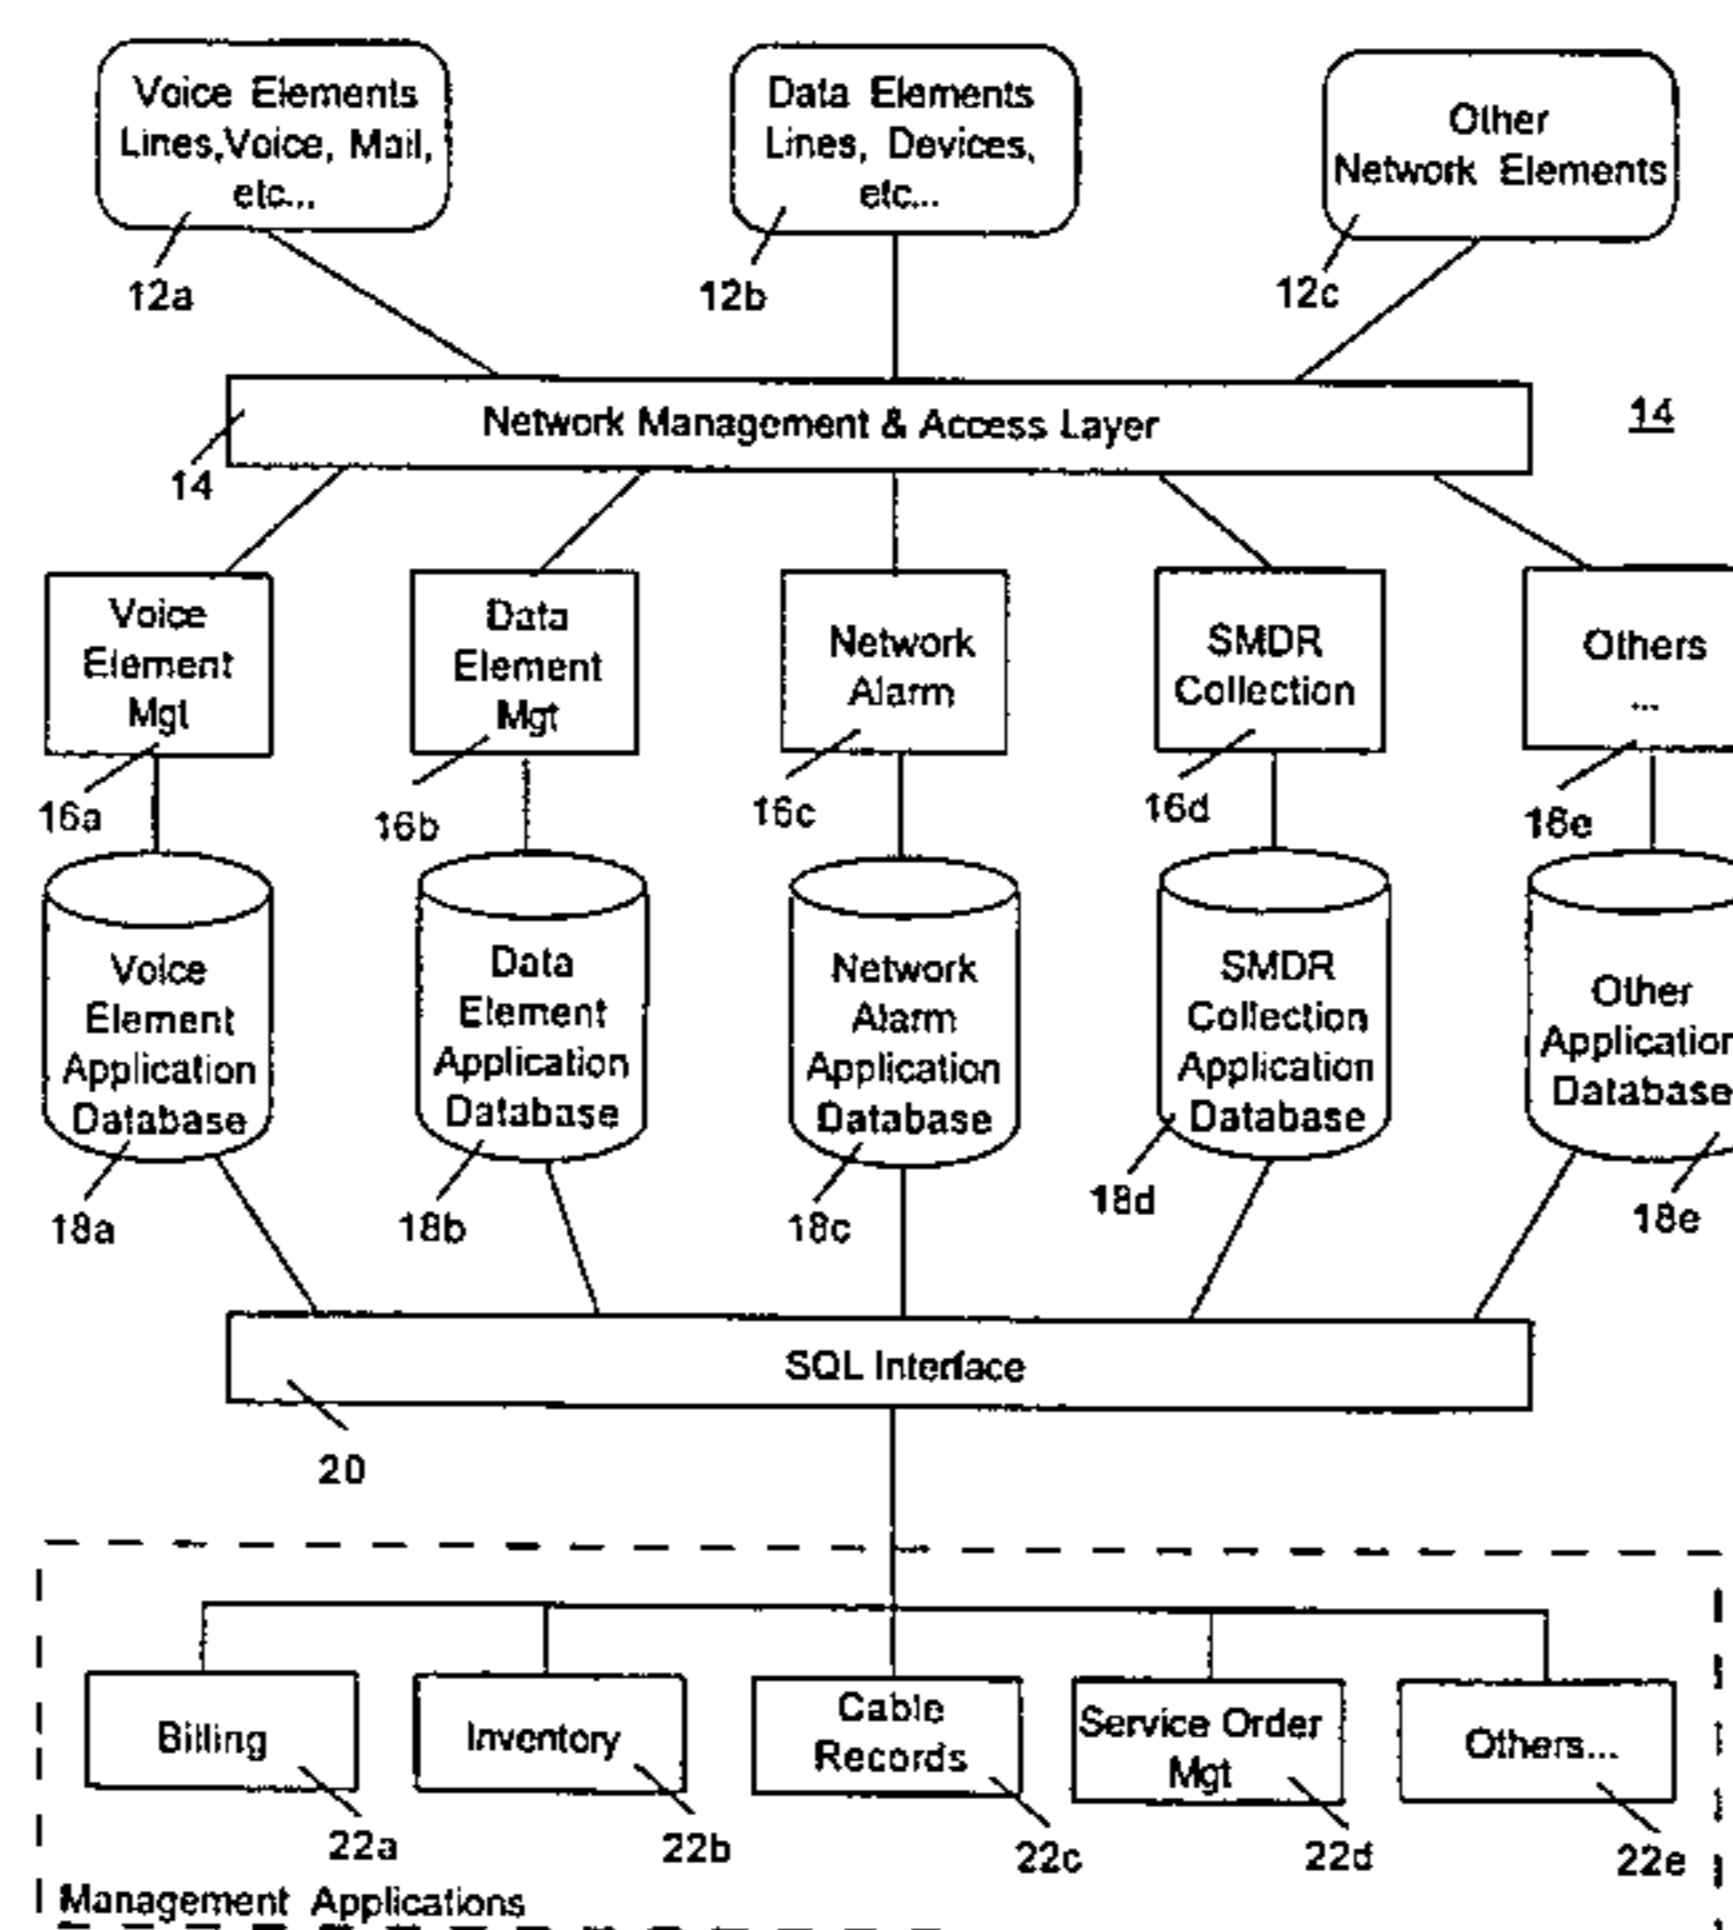 Voice Elements
Lines,Voice, Mail,
etc...
12a
Data Elements
Lines, Devices,
etc...
12b
Other
Network Elements
12c
Network Management & Access Layer
14
14
Voice
Element
Mgt
16a
Data
Element
Mgt
16b
Network
Alarm
16c
SMDR
Collection
16d
Others
...
16e
Voice
Element
Application
Database
18a
Data
Element
Application
Database
18b
Network
Alarm
Application
Database
18c
SMDR
Collection
Application
Database
18d
Other
Application
Database
18e
SQL Interface
20
Billing
22a
Inventory
22b
Cable
Records
22c
Service Order
Mgt
22d
Others...
22e
Management Applications